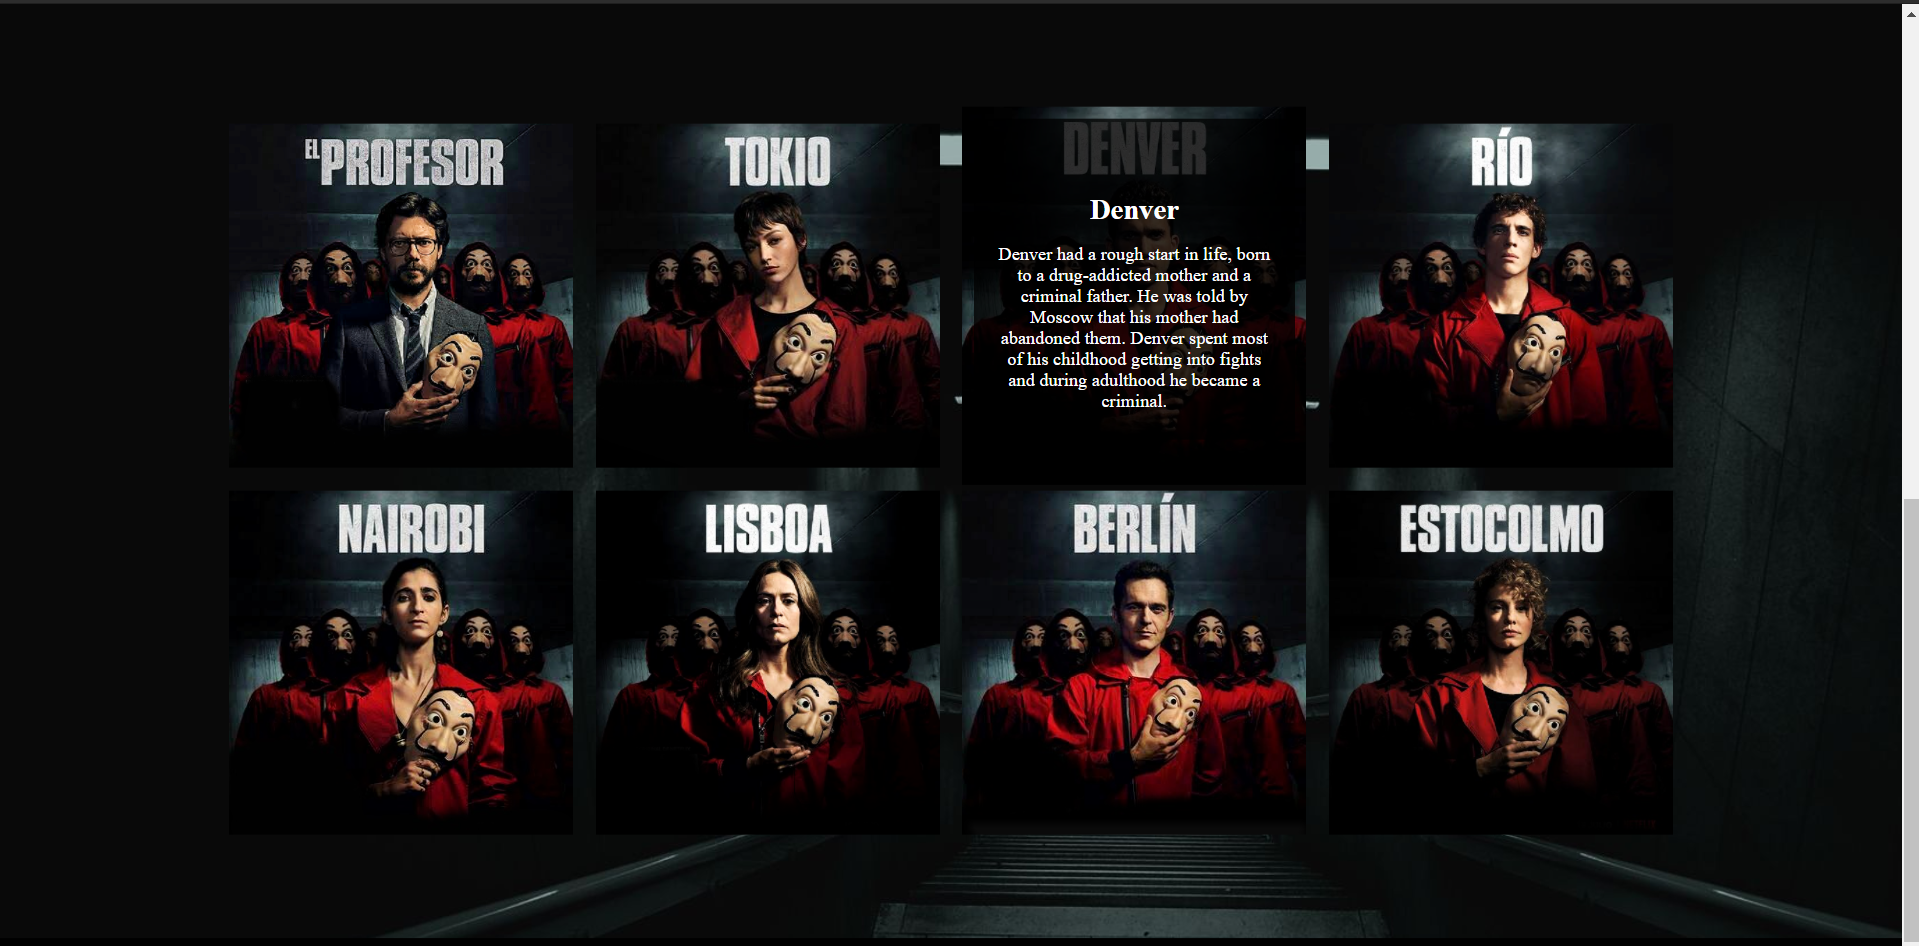 EL PROFESOR
TOKIO
DENVER
Denver
Denver had a rough start in life, born
to a drug-addicted mother and a
criminal father. He was told by
Moscow that his mother had
abandoned them. Denver spent most
of his childhood getting into fights
and during adulthood he became a
criminal.
RÍO
NAIROBI
LISBOA
BERLÍN
ESTOCOLMO